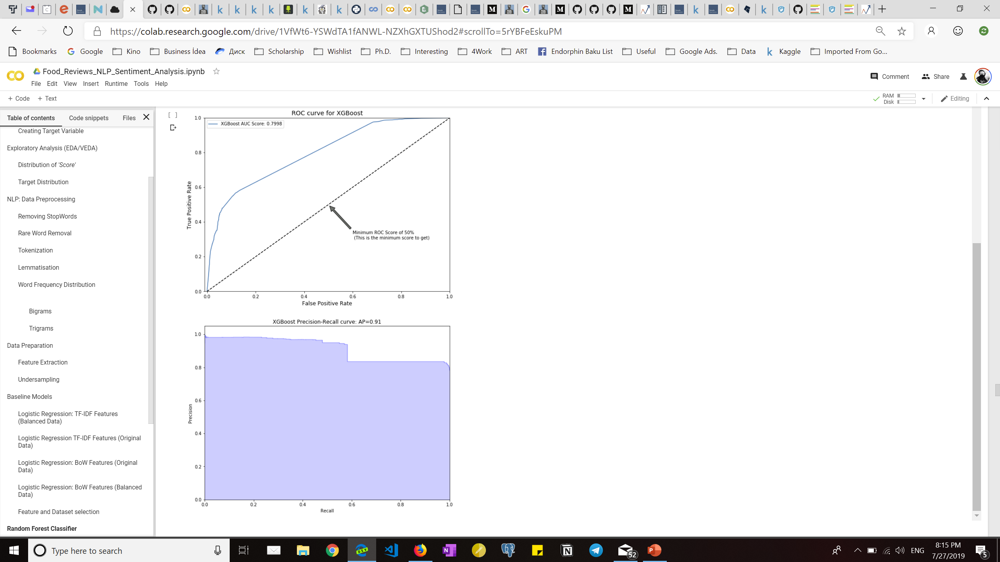 https://colab.research.google.com/drive/1VfWt6-YSWdTA1fANWL-NZXhGXTUShod2#scrollTo=5rYBFeEskuPM
Bookmarks Google Kino Business İdea Диск Scholarship Wishlist Ph.D. Interesting 4Work ART Endorphin Baku List Useful Google Ads. Data Kaggle Imported From Go...
Food_Reviews_NLP_Sentiment_Analysis.ipynb
Comment Share
File Edit View Insert Runtime Tools Help
+ Code + Text
RAM
Disk
Editing
Table of contents Code snippets Files
Creating Target Variable
Exploratory Analysis (EDA/VEDA)
Distribution of 'Score'
Target Distribution
NLP: Data Preprocessing
Removing StopWords
Rare Word Removal
Tokenization
Lemmatisation
Word Frequency Distribution
Bigrams
Trigrams
Data Preparation
Feature Extraction
Undersampling
Baseline Models
Logistic Regression: TF-IDF Features
(Balanced Data)
Logistic Regression TF-IDF Features (Original
Data)
Logistic Regression: BoW Features (Original
Data)
Logistic Regression: BoW Features (Balanced
Data)
Feature and Dataset selection
Random Forest Classifier
[ ]
ROC curve for XGBoost
XGBoost AUC Score: 0.7998
1.0
0.8
0.6
0.4
0.2
0.0
True Positive Rate
Minimum ROC Score of 50%
(This is the minimum score to get)
0.0 0.2 0.4 0.6 0.8 1.0
False Positive Rate
XGBoost Precision-Recall curve: AP=0.91
1.0
0.8
0.6
0.4
0.2
0.0
Precision
0.0 0.2 0.4 0.6 0.8 1.0
Recall
Type here to search
DEV
52
ENG
8:15 PM
7/27/2019
5